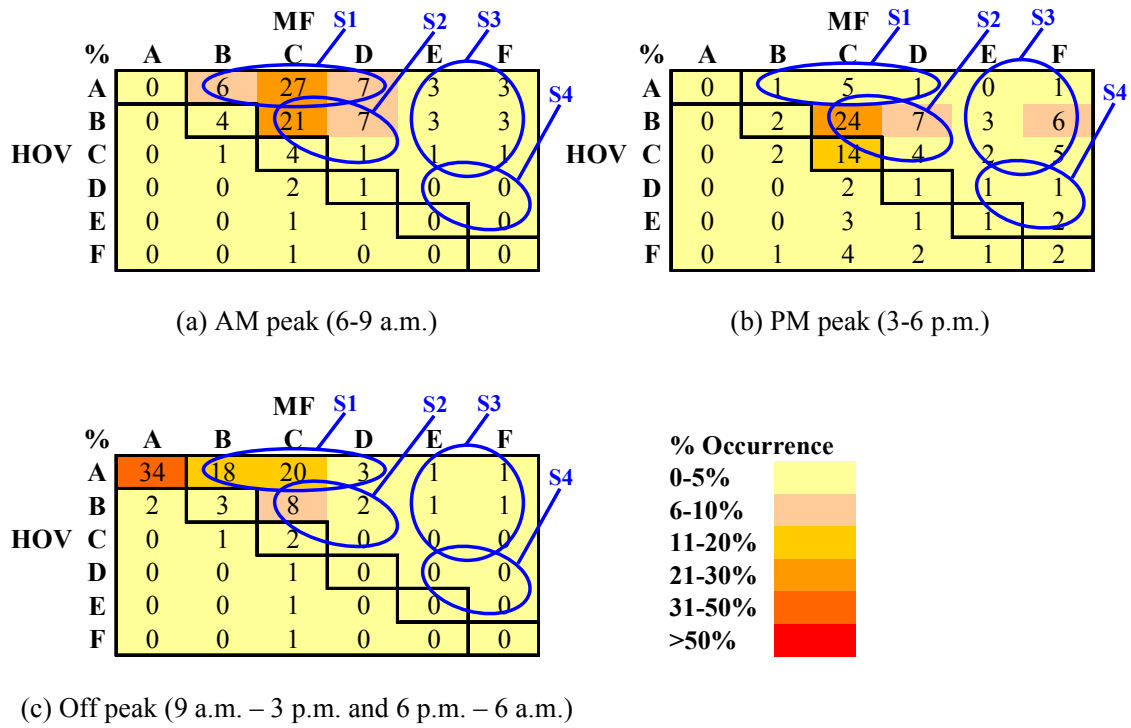 MF S1 S2 S3 MF S1 S2 S3
% A B C D E F % A B C D E F
S4 S4
A 0 6 27 7 3 3 A 0 1 5 1 0 1
B 0 4 21 7 3 3 B 0 2 24 7 3 6
HOV C 0 1 4 1 1 1 HOV C 0 2 14 4 2 5
D 0 0 2 1 0 0 D 0 0 2 1 1 1
E 0 0 1 1 0 0 E 0 0 3 1 1 2
F 0 0 1 0 0 0 F 0 1 4 2 1 2
(a) AM peak (6-9 a.m.) (b) PM peak (3-6 p.m.)
MF S1 S2 S3
% A B C D E F
S4
A 34 18 20 3 1 1
B 2 3 8 2 1 1
HOV C 0 1 2 0 0 0
D 0 0 1 0 0 0
E 0 0 1 0 0 0
F 0 0 1 0 0 0
% Occurrence
0-5%
6-10%
11-20%
21-30%
31-50%
>50%
(c) Off peak (9 a.m. – 3 p.m. and 6 p.m. – 6 a.m.)